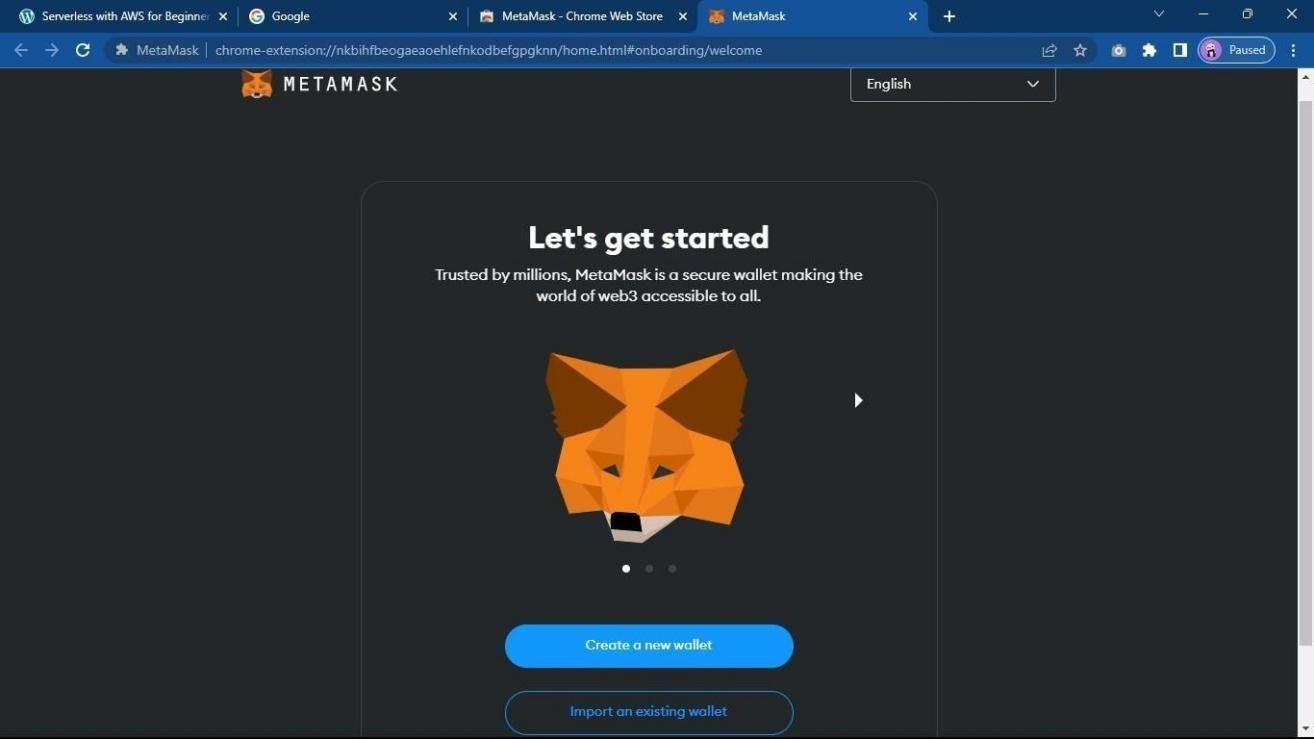 Serverless with AWS for Beginner
Google
MetaMask - Chrome Web Store
MetaMask
MetaMask
chrome-extension://nkbihfbeogaeaoehlefnkodbefgpgknn/home.html#onboarding/welcome
Paused
METAMASK
English
Let's get started
Trusted by millions, MetaMask is a secure wallet making the
world of web3 accessible to all.
Create a new wallet
Import an existing wallet